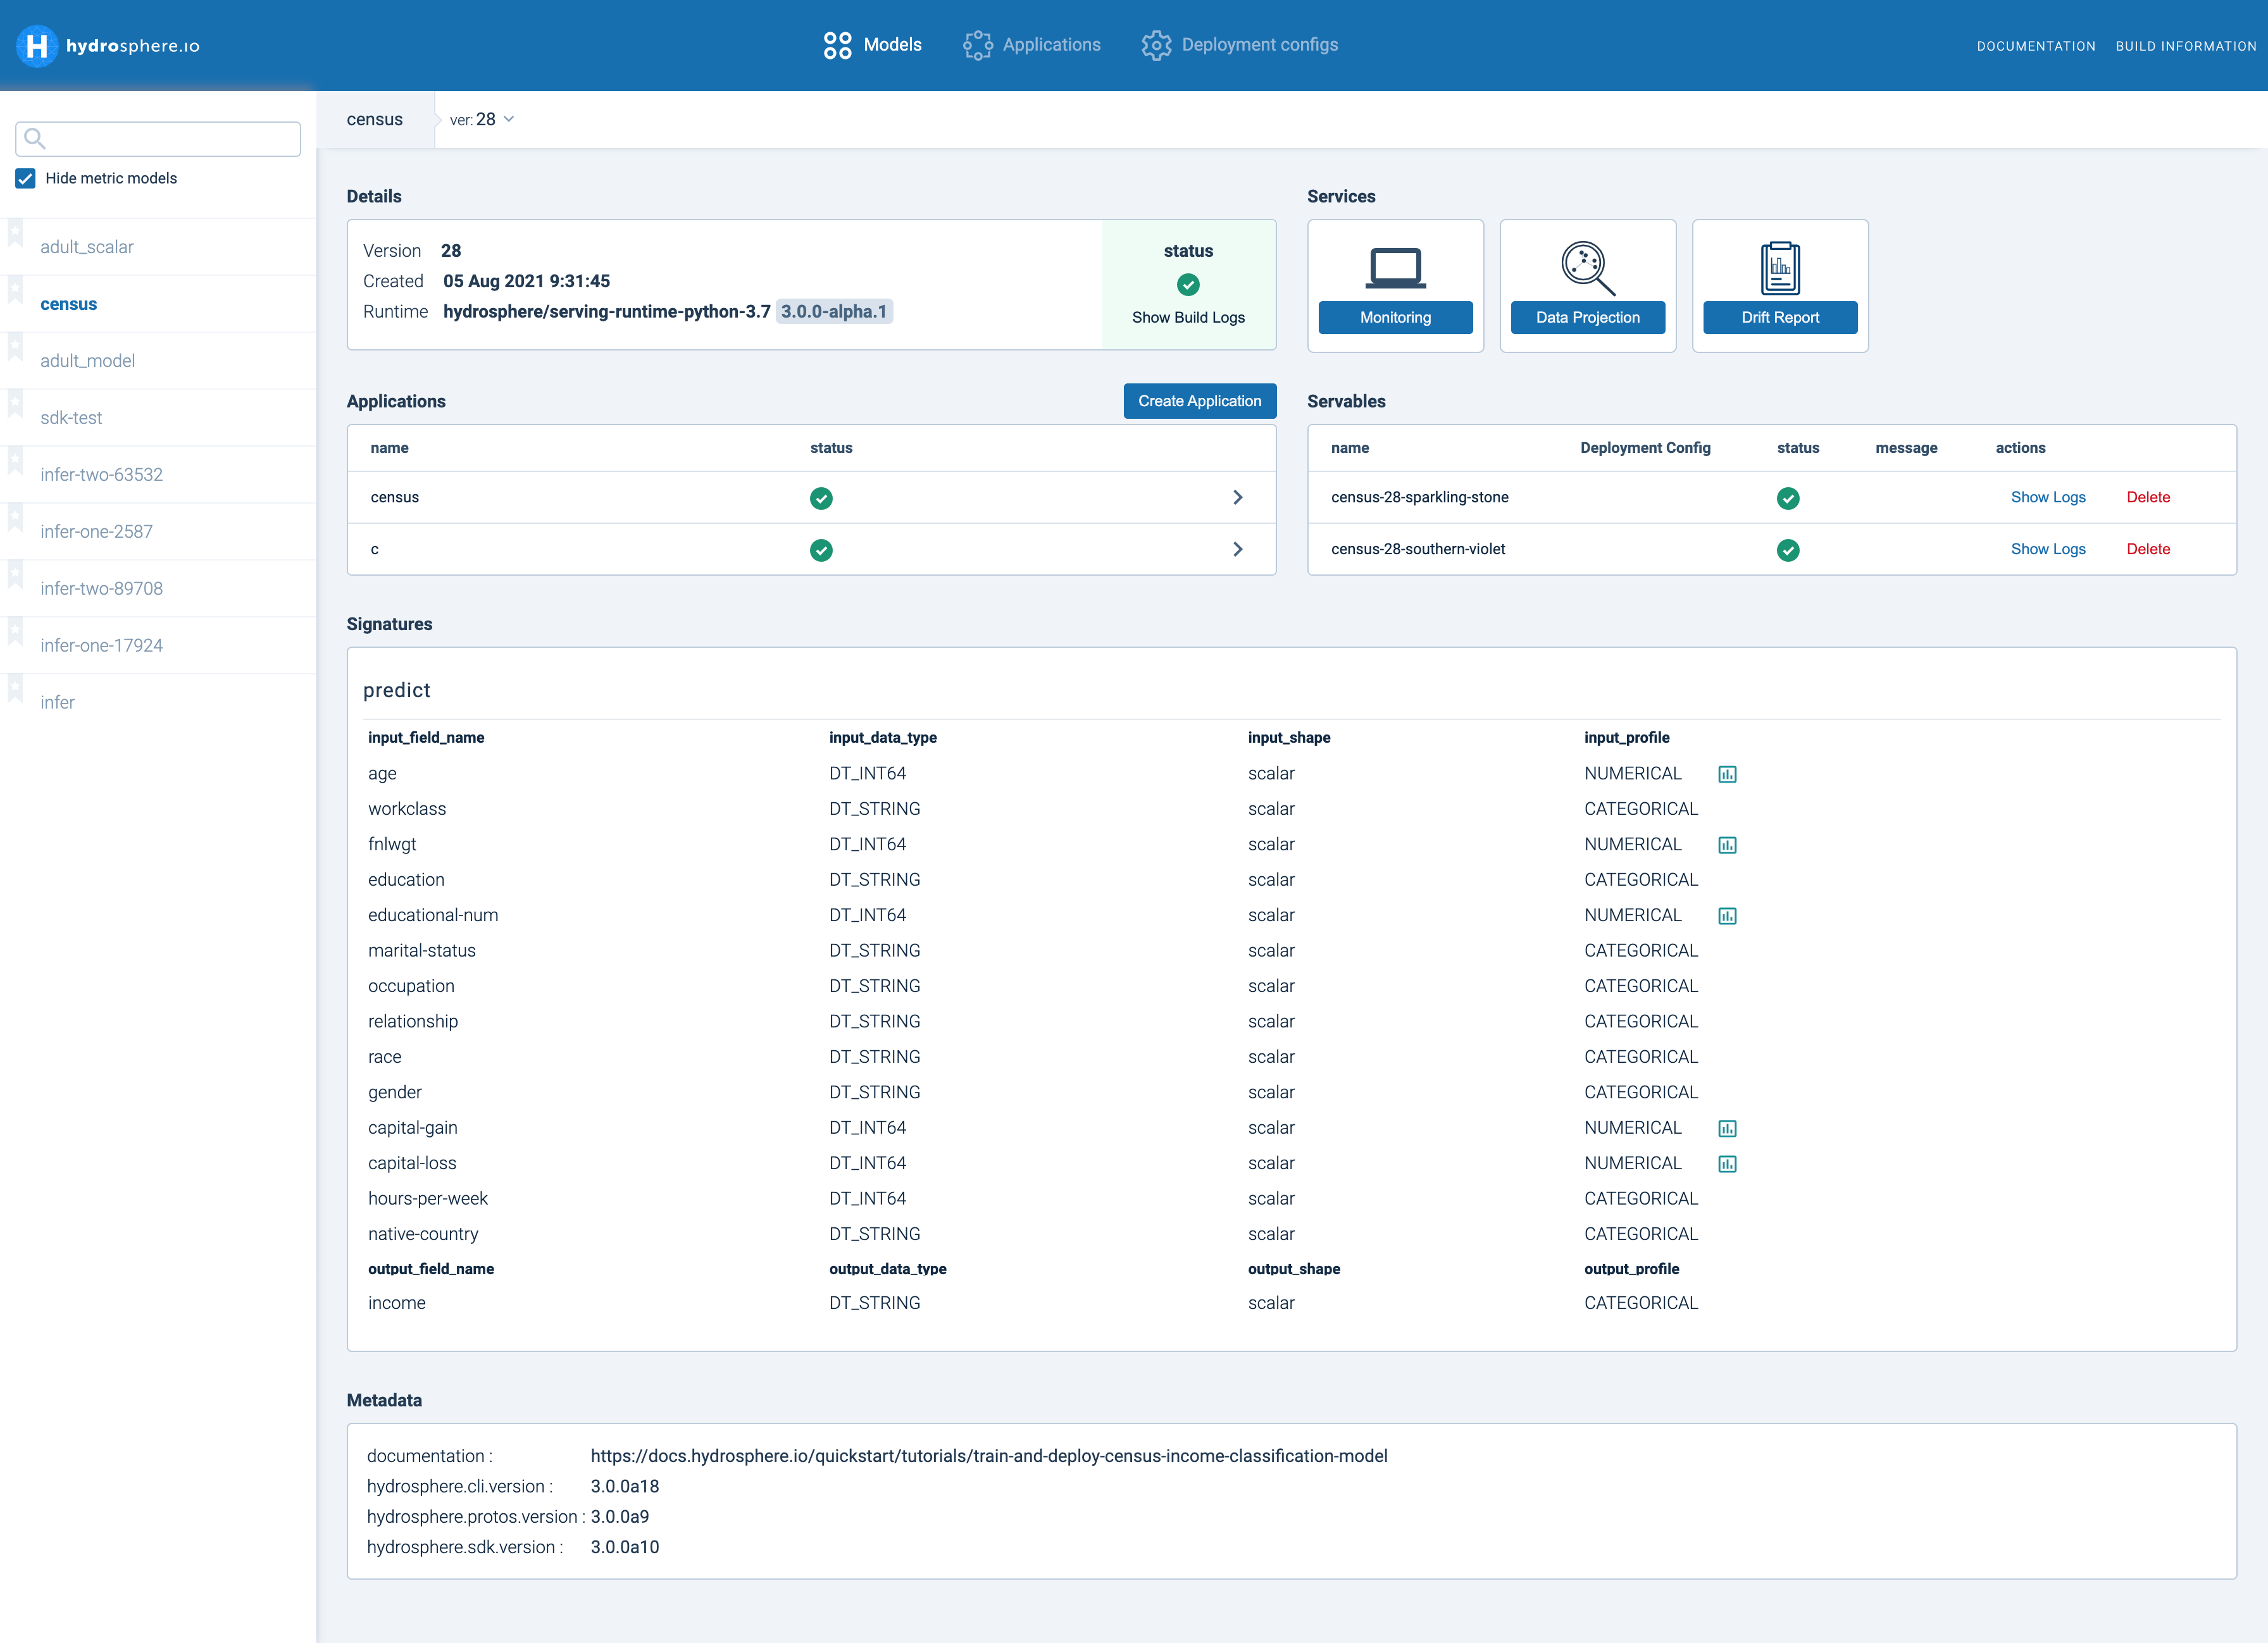 H hydrosphere.io
Models Applications Deployment configs
DOCUMENTATION BUILD INFORMATION
Hide metric models
adult_scalar
census
adult_model
sdk-test
infer-two-63532
infer-one-2587
infer-two-89708
infer-one-17924
infer
census ver: 28
Details
Version 28
Created 05 Aug 2021 9:31:45
Runtime hydrosphere/serving-runtime-python-3.7 3.0.0-alpha.1
status
Show Build Logs
Services
Monitoring Data Projection Drift Report
Applications
Create Application
name status
census
c
Servables
name Deployment Config status message actions
census-28-sparkling-stone Show Logs Delete
census-28-southern-violet Show Logs Delete
Signatures
predict
input_field_name input_data_type input_shape input_profile
age DT_INT64 scalar NUMERICAL
workclass DT_STRING scalar CATEGORICAL
fnlwgt DT_INT64 scalar NUMERICAL
education DT_STRING scalar CATEGORICAL
educational-num DT_INT64 scalar NUMERICAL
marital-status DT_STRING scalar CATEGORICAL
occupation DT_STRING scalar CATEGORICAL
relationship DT_STRING scalar CATEGORICAL
race DT_STRING scalar CATEGORICAL
gender DT_STRING scalar CATEGORICAL
capital-gain DT_INT64 scalar NUMERICAL
capital-loss DT_INT64 scalar NUMERICAL
hours-per-week DT_INT64 scalar CATEGORICAL
native-country DT_STRING scalar CATEGORICAL
output_field_name output_data_type output_shape output_profile
income DT_STRING scalar CATEGORICAL
Metadata
documentation : https://docs.hydrosphere.io/quickstart/tutorials/train-and-deploy-census-income-classification-model
hydrosphere.cli.version : 3.0.0a18
hydrosphere.protos.version : 3.0.0a9
hydrosphere.sdk.version : 3.0.0a10